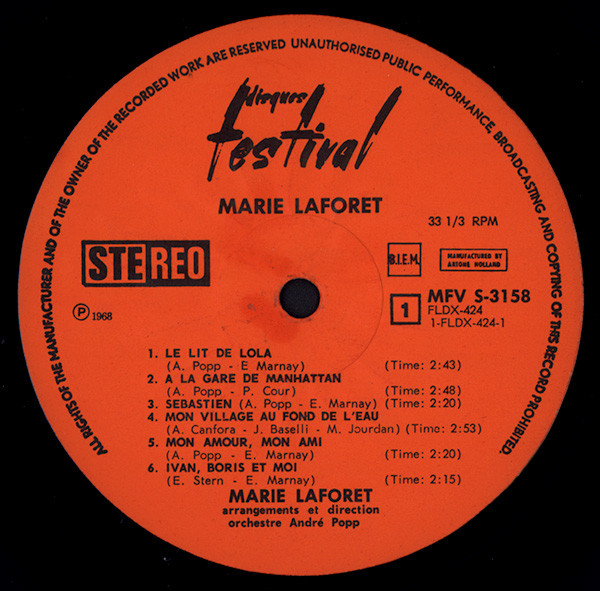 ALL RIGHTS OF THE MANUFACTURER AND OF THE OWNER OF THE RECORDED WORK ARE RESERVED UNAUTHORISED PUBLIC PERFORMANCE, BROADCASTING AND COPYING OF THIS RECORD PROHIBITED.
disques
festival
MARIE LAFORET
33 1/3 RPM
STEREO
B.I.E.M.
MANUFACTURED BY
ARTONE HOLLAND
Ⓟ 1968
1
MFV S-3158
FLDX-424
1-FLDX-424-1
1. LE LIT DE LOLA
(A. Popp - E Marnay) (Time: 2:43)
2. A LA GARE DE MANHATTAN
(A. Popp - P. Cour) (Time: 2:48)
3. SEBASTIEN (A. Popp - E. Marnay) (Time: 2:20)
4. MON VILLAGE AU FOND DE L'EAU
(A. Canfora - J. Baselli - M. Jourdan) (Time: 2:53)
5. MON AMOUR, MON AMI
(A. Popp - E. Marnay) (Time: 2:20)
6. IVAN, BORIS ET MOI
(E. Stern - E. Marnay) (Time: 2:15)
MARIE LAFORET
arrangements et direction
orchestre André Popp